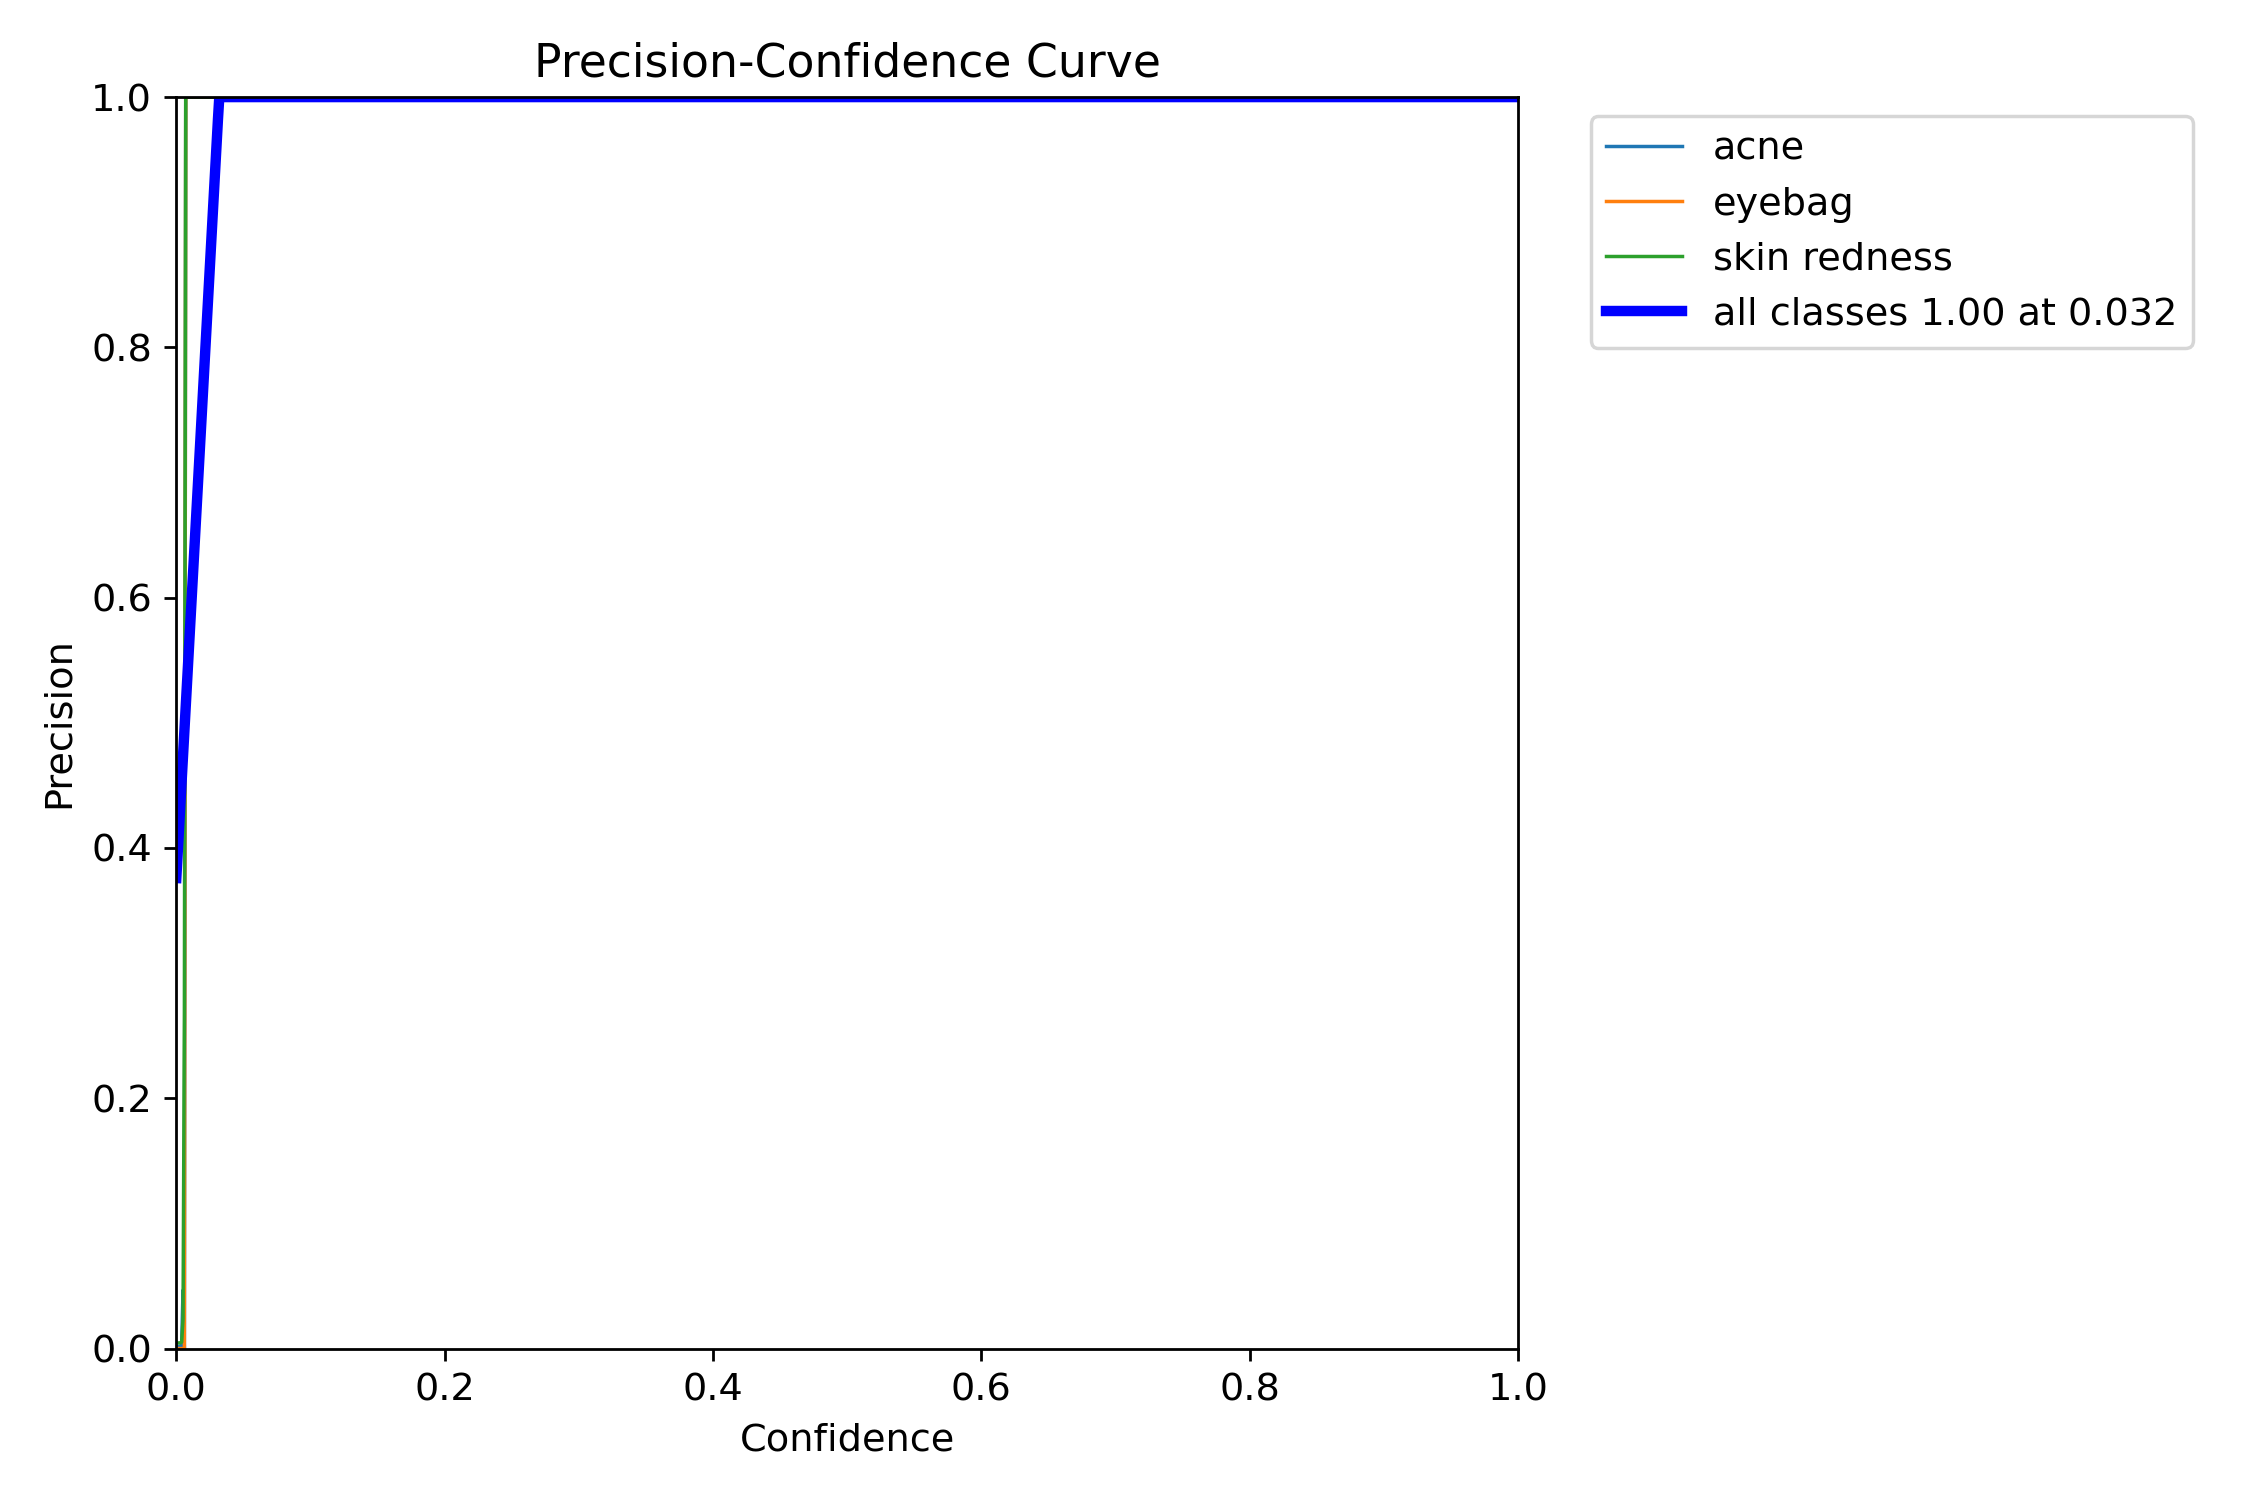 Precision-Confidence Curve
1.0
0.8
0.6
0.4
0.2
0.0
Precision
0.0 0.2 0.4 0.6 0.8 1.0
Confidence
acne
eyebag
skin redness
all classes 1.00 at 0.032